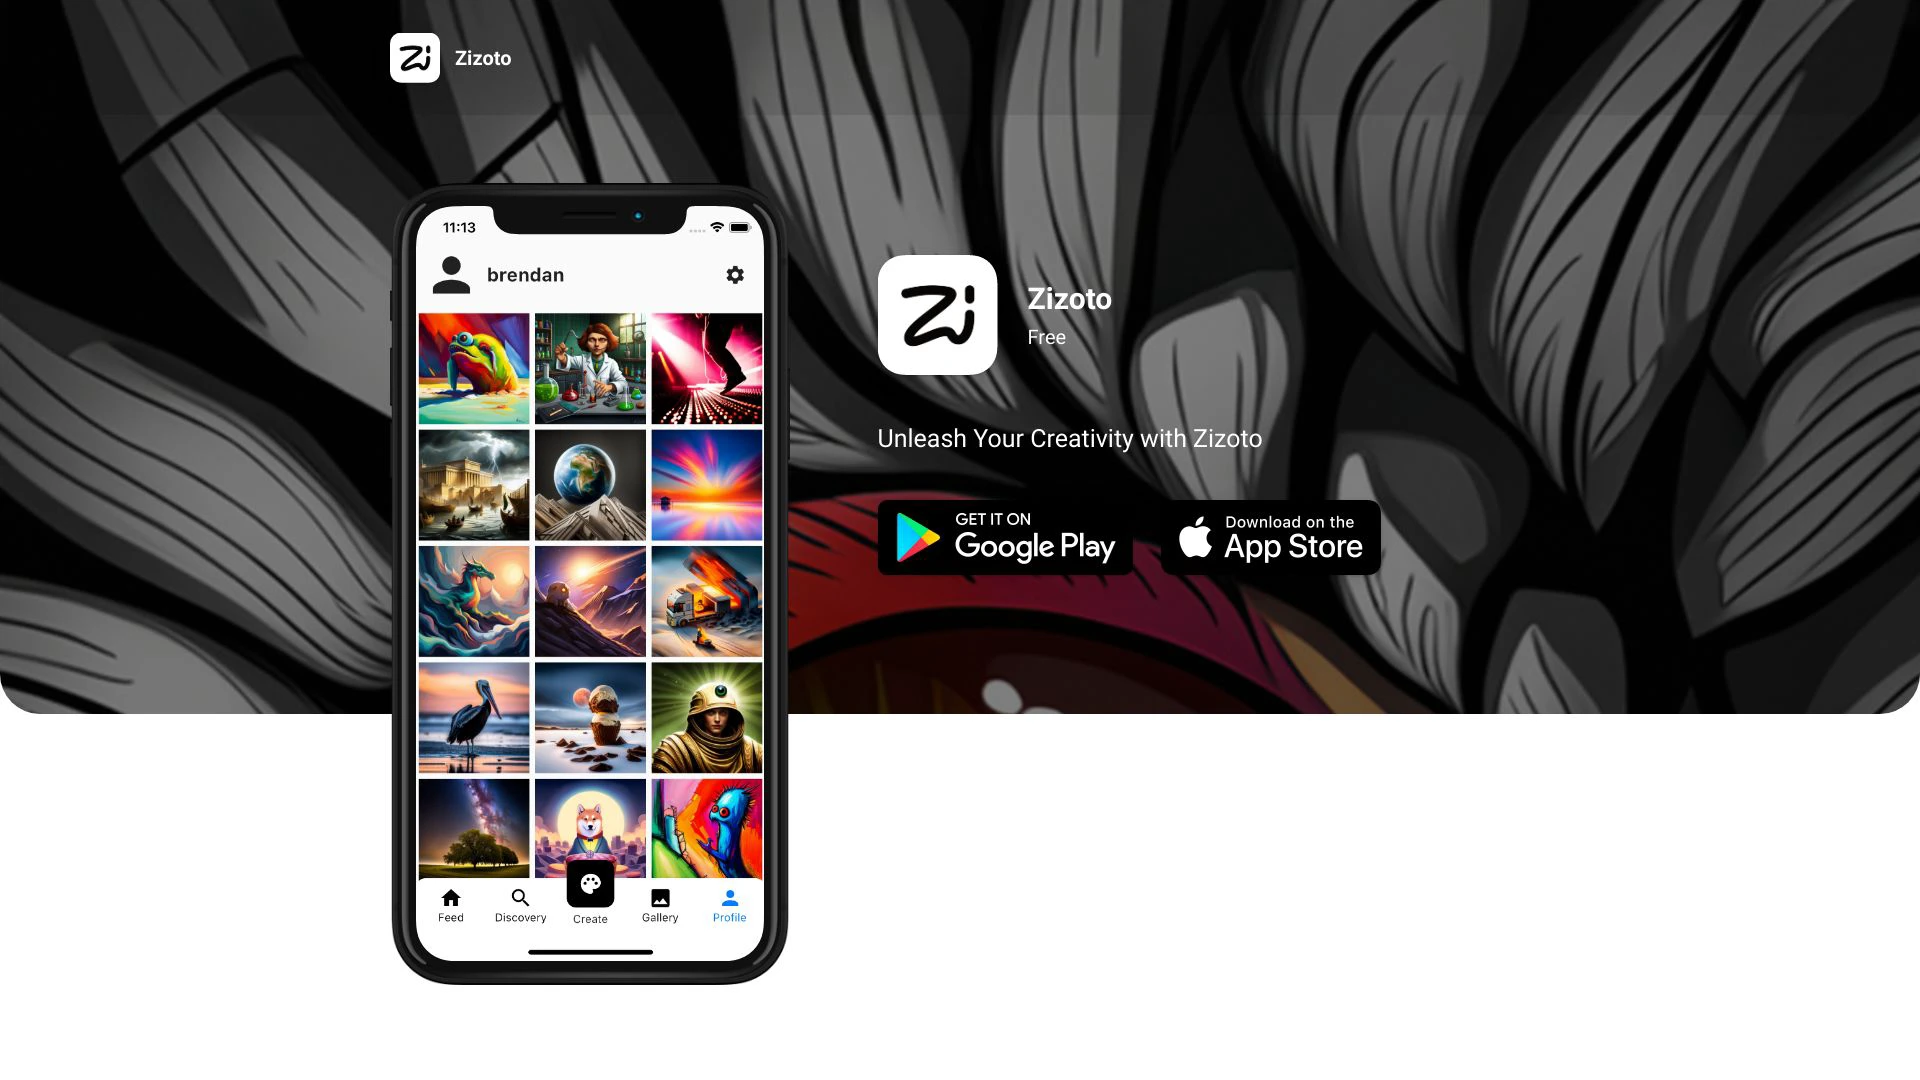 Zi Zizoto
11:13
brendan
Feed
Discovery
Create
Gallery
Profile
Zi
Zizoto
Free
Unleash Your Creativity with Zizoto
GET IT ON
Google Play
Download on the
App Store